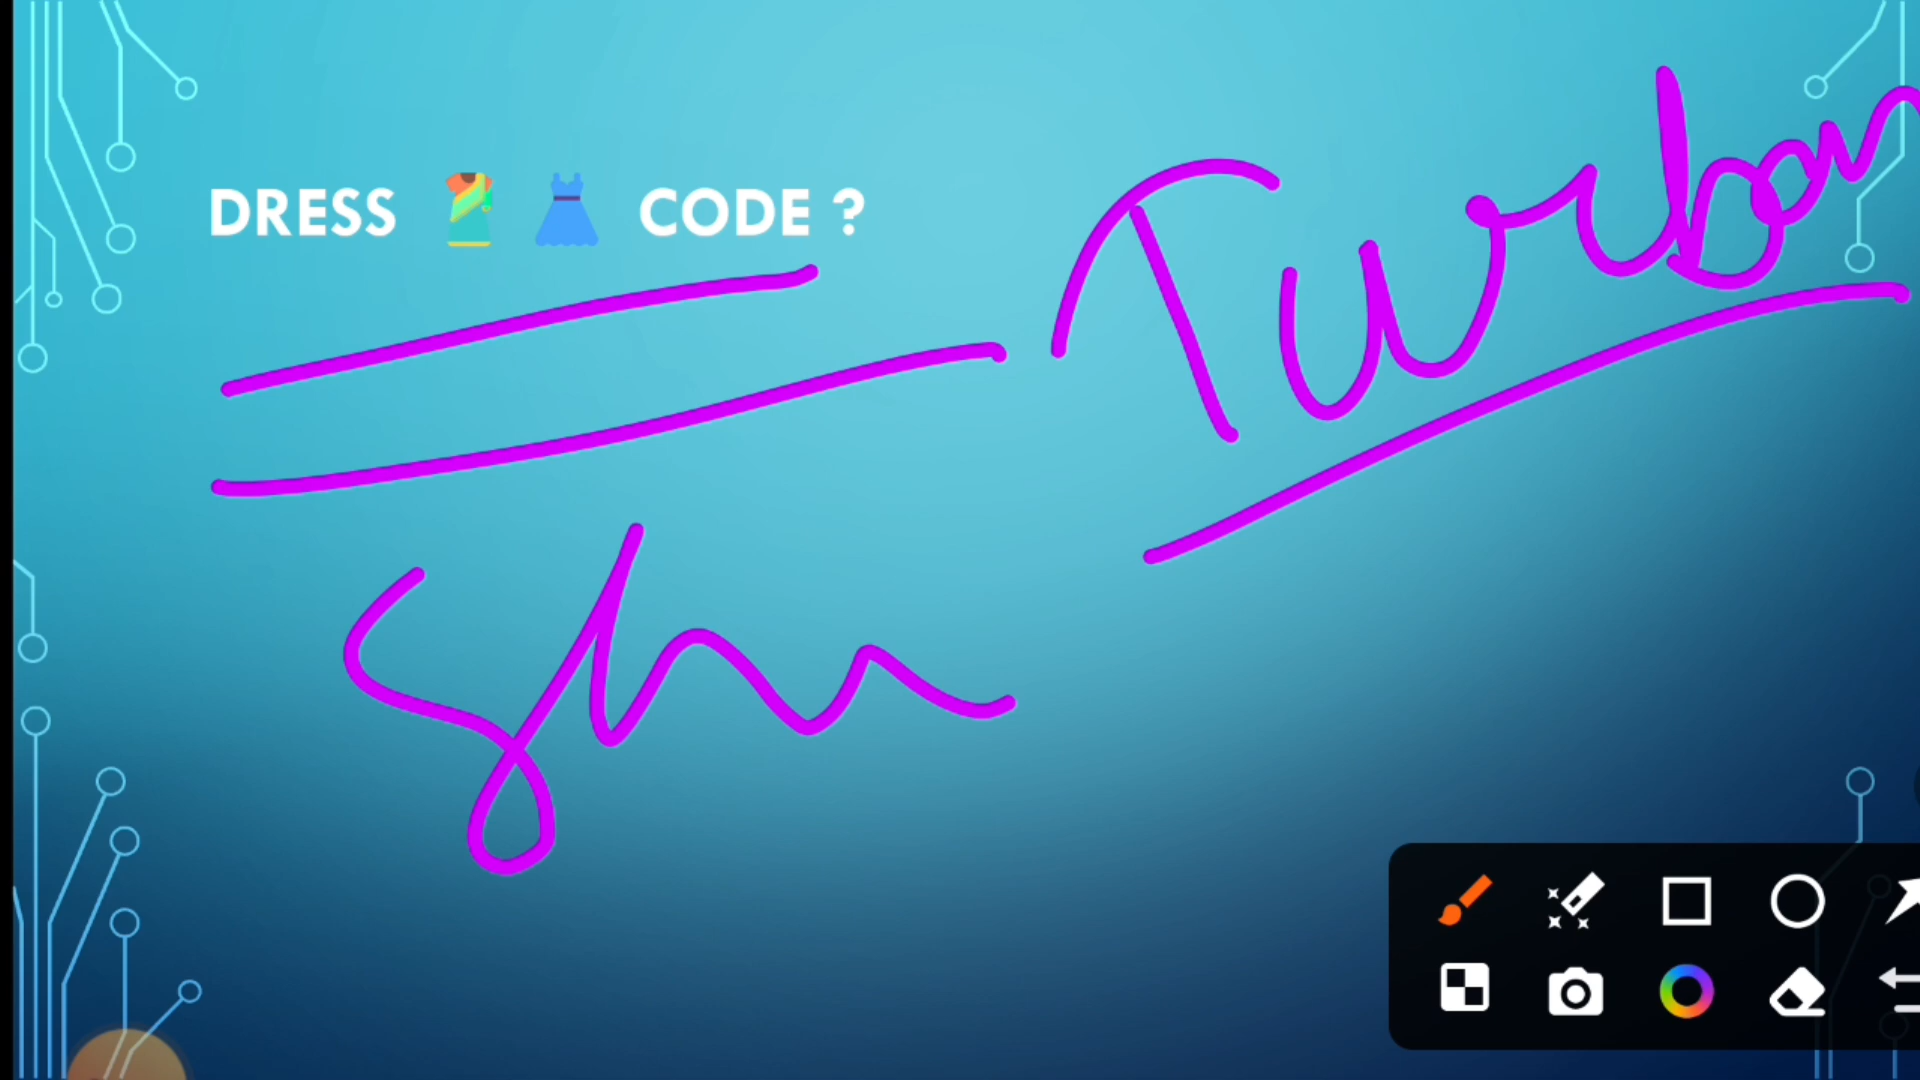 DRESS 🥻 👗 CODE ?
Turban